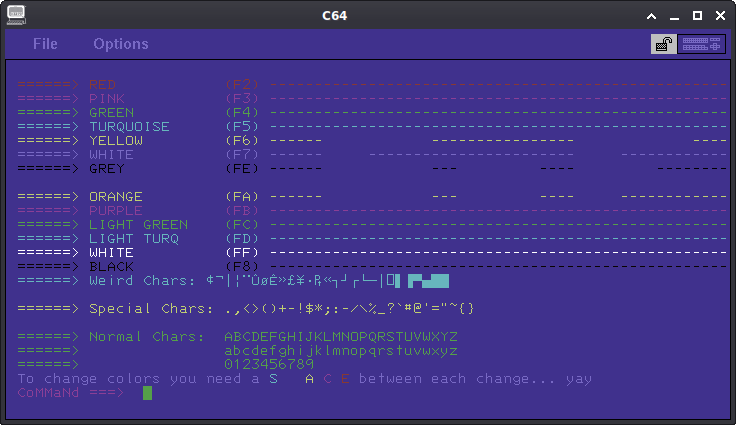 C64
File Options
======> RED (F2) ---------------------------------------------------
======> PINK (F3) ---------------------------------------------------
======> GREEN (F4) ---------------------------------------------------
======> TURQUOISE (F5) ---------------------------------------------------
======> YELLOW (F6) ------ ---------------- ----
======> WHITE (F7) ------ ---------------------- ------------
======> GREY (FE) ------ --- ------------
======> ORANGE (FA) ------ --- ------------
======> PURPLE (FB) ---------------------------------------------------
======> LIGHT GREEN (FC) ---------------------------------------------------
======> LIGHT TURQ (FD) ---------------------------------------------------
======> WHITE (FF) ---------------------------------------------------
======> BLACK (F8) ---------------------------------------------------
======> Weird Chars:
======> Special Chars: .,<>()+-!$*;:-/\%_?`#@'="~{}
======> Normal Chars: ABCDEFGHIJKLMNOPQRSTUVWXYZ
======> abcdefghijklmnopqrstuvwxyz
======> 0123456789
To change colors you need a S A C E between each change... yay
CoMMaNd ===>